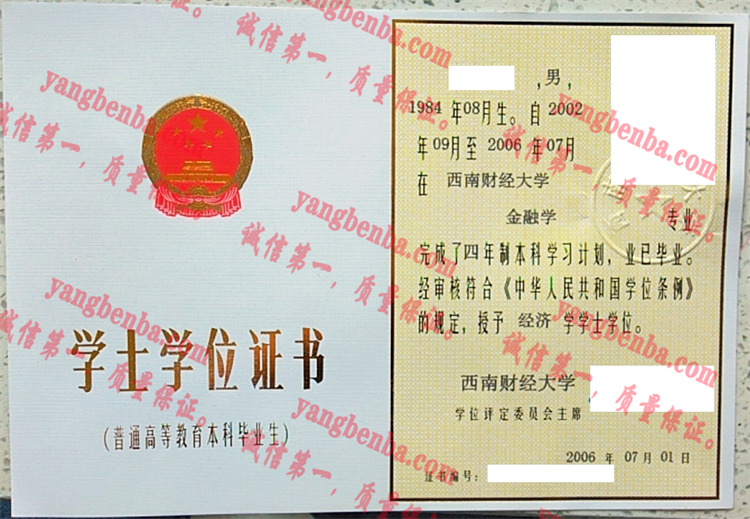 学士学位证书
(普通高等教育本科毕业生)
,男,
1984 年08月生。自 2002
年09月至 2006 年07月
在 西南财经大学
金融学 专业
完成了四年制本科学习计划,业已毕业。
经审核符合《中华人民共和国学位条例》
的规定,授予 经济 学学士学位。
西南财经大学
学位评定委员会主席
2006 年 07 月 01 日
证书编号:
yangbenba.com
诚信第一,质量保证。